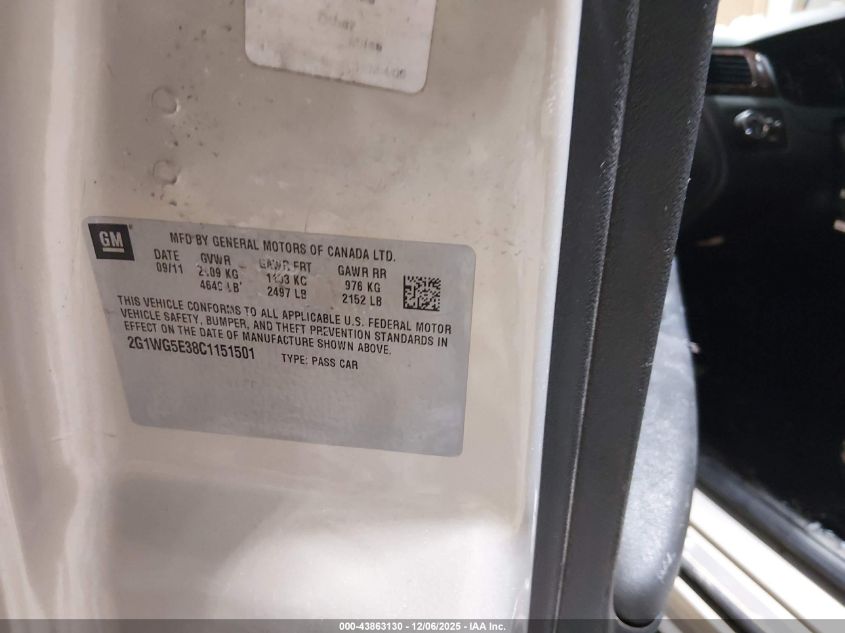 GM
MFD BY GENERAL MOTORS OF CANADA LTD.
DATE GVWR GAWR FRT GAWR RR
09/11 KG 976 KG
2497 LB 2152 LB
THIS VEHICLE CONFORMS TO ALL APPLICABLE U.S. FEDERAL MOTOR
VEHICLE SAFETY, BUMPER, AND THEFT PREVENTION STANDARDS IN
EFFECT ON THE DATE OF MANUFACTURE SHOWN ABOVE.
2G1WG5E38C1151501 TYPE: PASS CAR
000-43863130 - 12/06/2025 - IAA Inc.